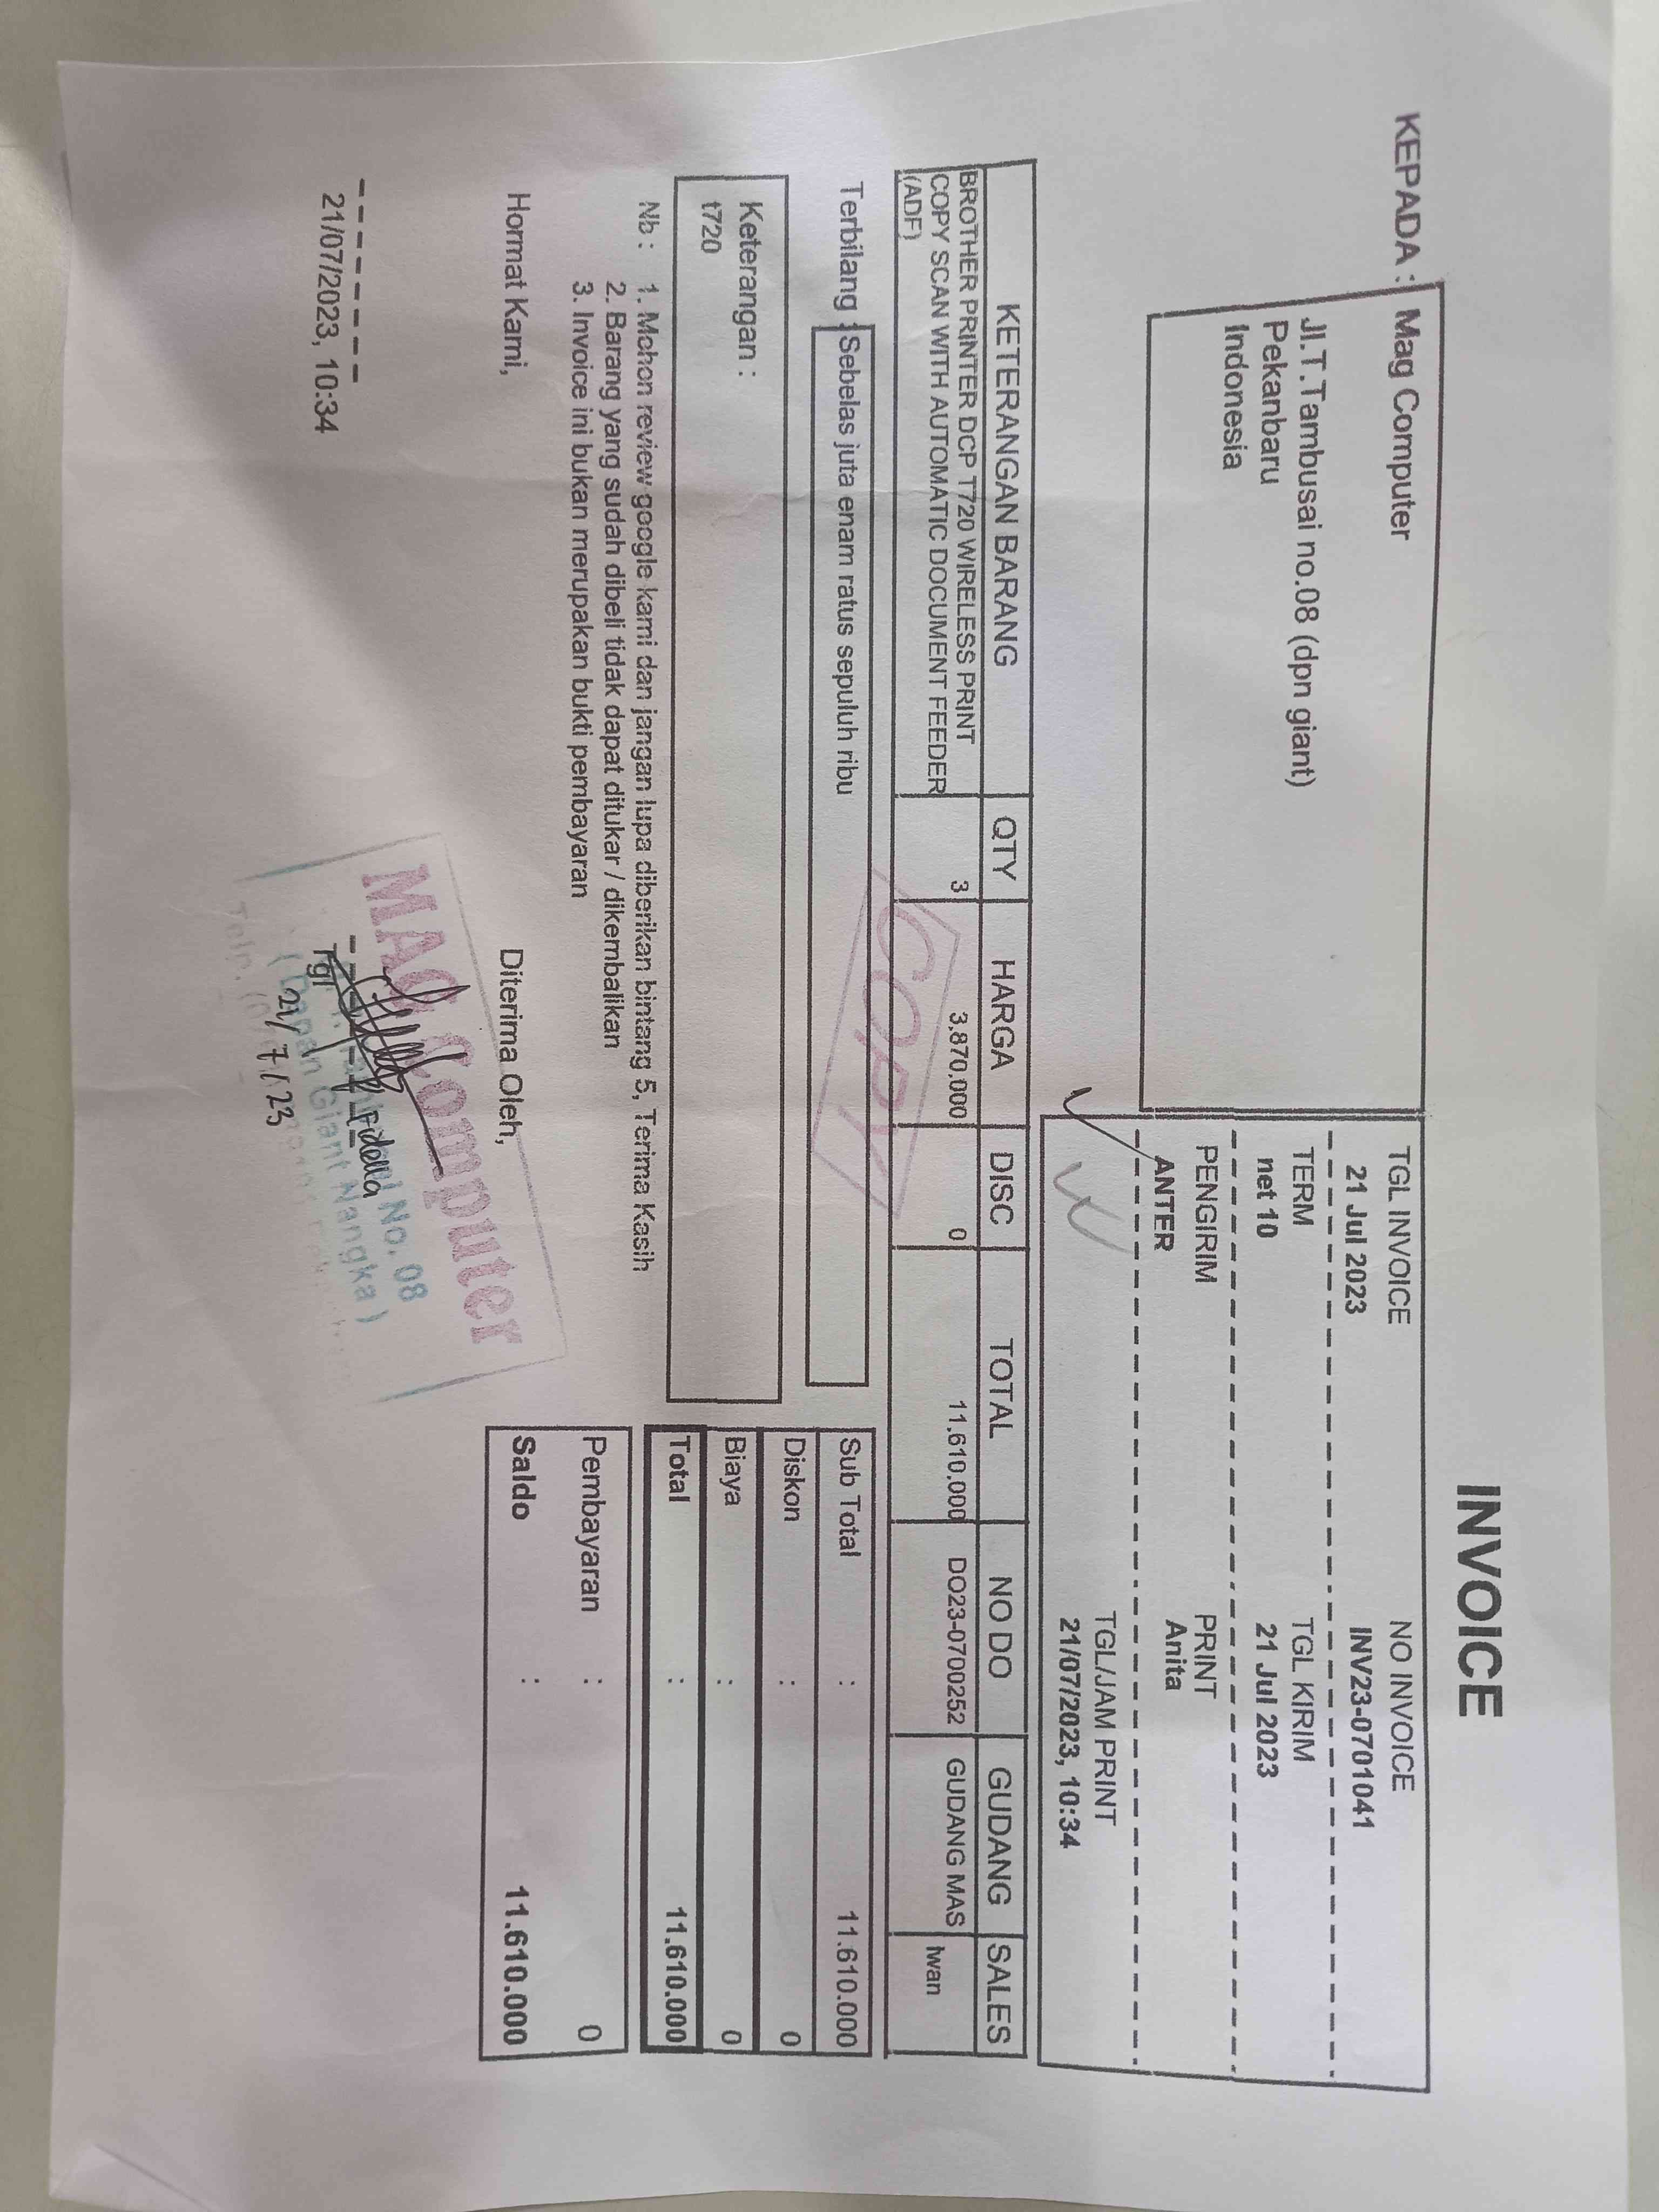 INVOICE
KEPADA : Mag Computer
Jl.T.Tambusai no.08 (dpn giant)
Pekanbaru
Indonesia
TGL INVOICE NO INVOICE
21 Jul 2023 INV23-0701041
TERM TGL KIRIM
net 10 21 Jul 2023
PENGIRIM PRINT
ANTER Anita
TGL/JAM PRINT
21/07/2023, 10:34
KETERANGAN BARANG QTY HARGA DISC TOTAL NO DO GUDANG SALES
BROTHER PRINTER DCP T720 WIRELESS PRINT 3 3,870,000 0 11,610,000 DO23-0700252 GUDANG MAS Iwan
COPY SCAN WITH AUTOMATIC DOCUMENT FEEDER
(ADF)
COPY
Terbilang : Sebelas juta enam ratus sepuluh ribu
Sub Total : 11.610.000
Diskon : 0
Biaya : 0
Total : 11.610.000
Pembayaran : 0
Saldo : 11.610.000
Keterangan :
t720
Nb : 1. Mohon review google kami dan jangan lupa diberikan bintang 5, Terima Kasih
2. Barang yang sudah dibeli tidak dapat ditukar / dikembalikan
3. Invoice ini bukan merupakan bukti pembayaran
Hormat Kami, Diterima Oleh,
MAG Computer
No. 08
Giant Nangka )
Telp.
Fidella
21/07/2023, 10:34 Tgl
21/7/23